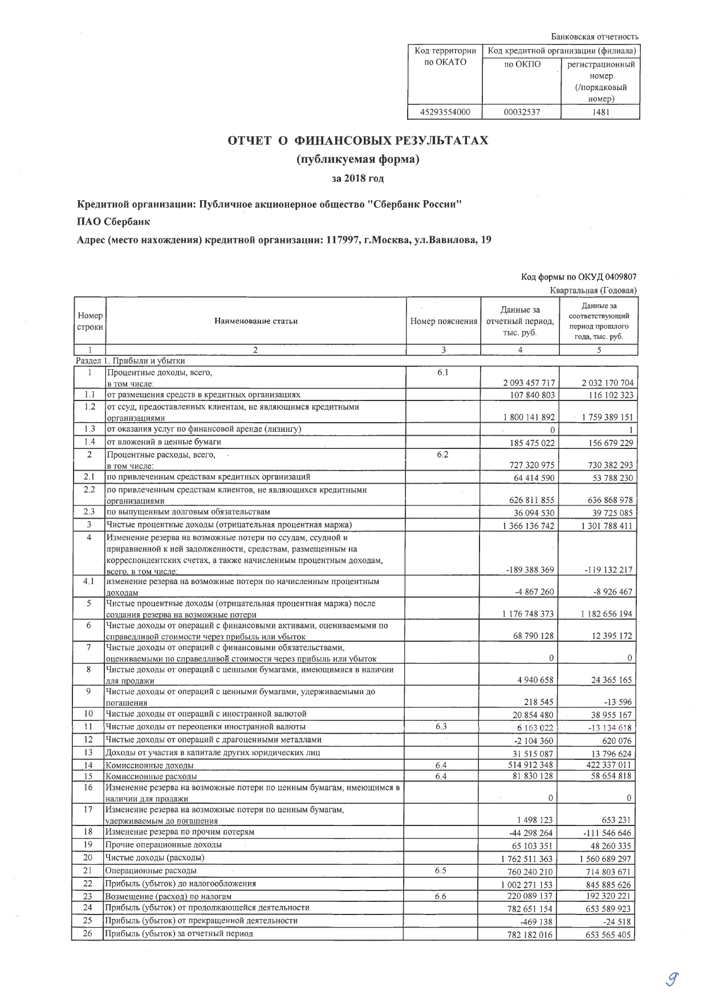 Банковская отчетность
Код территории по ОКАТО
Код кредитной организации (филиала)
по ОКПО
регистрационный номер (/порядковый номер)
45293554000 00032537 1481
ОТЧЕТ О ФИНАНСОВЫХ РЕЗУЛЬТАТАХ
(публикуемая форма)
за 2018 год
Кредитной организации: Публичное акционерное общество "Сбербанк России"
ПАО Сбербанк
Адрес (место нахождения) кредитной организации: 117997, г.Москва, ул.Вавилова, 19
Код формы по ОКУД 0409807
Квартальная (Годовая)
Номер строки
Наименование статьи
Номер пояснения
Данные за отчетный период, тыс. руб.
Данные за соответствующий период прошлого года, тыс. руб.
1 2 3 4 5
Раздел 1. Прибыли и убытки
1 Процентные доходы, всего, 6.1
в том числе: 2 093 457 717 2 032 170 704
1.1 от размещения средств в кредитных организациях 107 840 803 116 102 323
1.2 от ссуд, предоставленных клиентам, не являющимся кредитными
организациями 1 800 141 892 1 759 389 151
1.3 от оказания услуг по финансовой аренде (лизингу) 0 1
1.4 от вложений в ценные бумаги 185 475 022 156 679 229
2 Процентные расходы, всего, 6.2
в том числе: 727 320 975 730 382 293
2.1 по привлеченным средствам кредитных организаций 64 414 590 53 788 230
2.2 по привлеченным средствам клиентов, не являющихся кредитными
организациями 626 811 855 636 868 978
2.3 по выпущенным долговым обязательствам 36 094 530 39 725 085
3 Чистые процентные доходы (отрицательная процентная маржа) 1 366 136 742 1 301 788 411
4 Изменение резерва на возможные потери по ссудам, ссудной и
приравненной к ней задолженности, средствам, размещенным на
корреспондентских счетах, а также начисленным процентным доходам,
всего, в том числе: -189 388 369 -119 132 217
4.1 изменение резерва на возможные потери по начисленным процентным
доходам -4 867 260 -8 926 467
5 Чистые процентные доходы (отрицательная процентная маржа) после
создания резерва на возможные потери 1 176 748 373 1 182 656 194
6 Чистые доходы от операций с финансовыми активами, оцениваемыми по
справедливой стоимости через прибыль или убыток 68 790 128 12 395 172
7 Чистые доходы от операций с финансовыми обязательствами,
оцениваемыми по справедливой стоимости через прибыль или убыток 0 0
8 Чистые доходы от операций с ценными бумагами, имеющимися в наличии
для продажи 4 940 658 24 365 165
9 Чистые доходы от операций с ценными бумагами, удерживаемыми до
погашения 218 545 -13 596
10 Чистые доходы от операций с иностранной валютой 20 854 480 38 955 167
11 Чистые доходы от переоценки иностранной валюты 6.3 6 163 022 -13 134 618
12 Чистые доходы от операций с драгоценными металлами -2 104 360 620 076
13 Доходы от участия в капитале других юридических лиц 31 515 087 13 796 624
14 Комиссионные доходы 6.4 514 912 348 422 337 011
15 Комиссионные расходы 6.4 81 830 128 58 654 818
16 Изменение резерва на возможные потери по ценным бумагам, имеющимся в
наличии для продажи 0 0
17 Изменение резерва на возможные потери по ценным бумагам,
удерживаемым до погашения 1 498 123 653 231
18 Изменение резерва по прочим потерям -44 298 264 -111 546 646
19 Прочие операционные доходы 65 103 351 48 260 335
20 Чистые доходы (расходы) 1 762 511 363 1 560 689 297
21 Операционные расходы 6.5 760 240 210 714 803 671
22 Прибыль (убыток) до налогообложения 1 002 271 153 845 885 626
23 Возмещение (расход) по налогам 6.6 220 089 137 192 320 221
24 Прибыль (убыток) от продолжающейся деятельности 782 651 154 653 589 923
25 Прибыль (убыток) от прекращенной деятельности -469 138 -24 518
26 Прибыль (убыток) за отчетный период 782 182 016 653 565 405
9